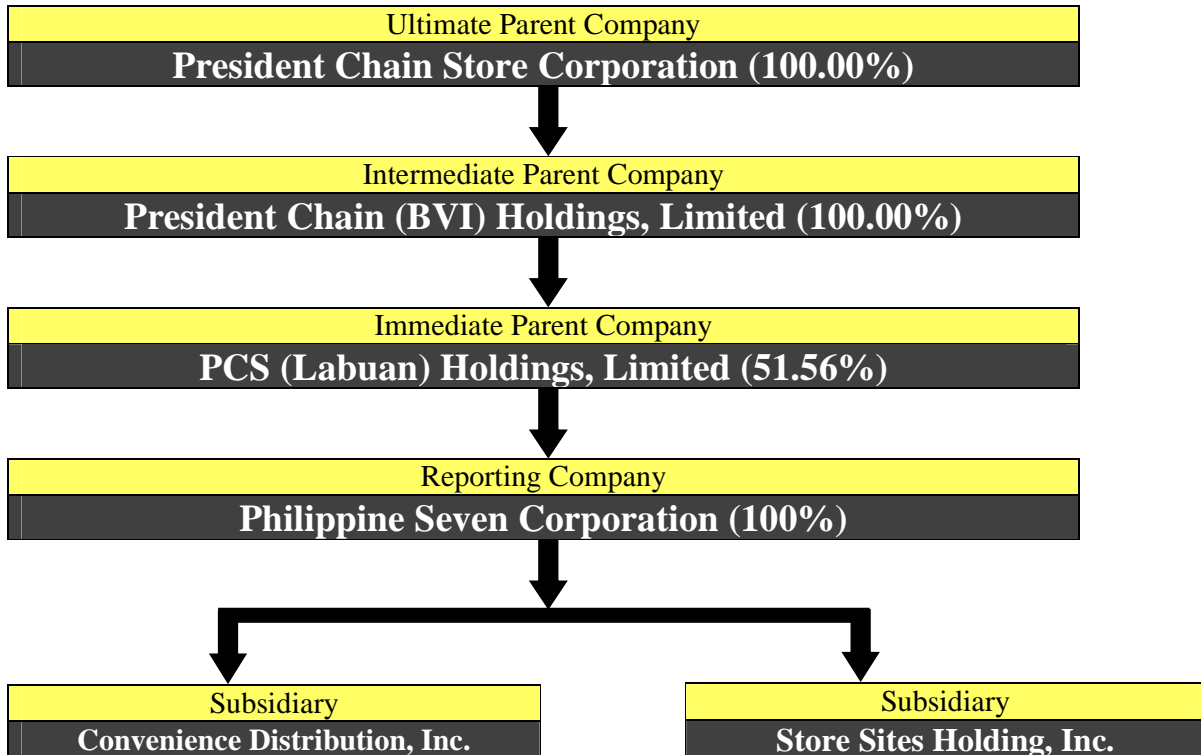 Ultimate Parent Company
President Chain Store Corporation (100.00%)
Intermediate Parent Company
President Chain (BVI) Holdings, Limited (100.00%)
Immediate Parent Company
PCS (Labuan) Holdings, Limited (51.56%)
Reporting Company
Philippine Seven Corporation (100%)
Subsidiary
Convenience Distribution, Inc.
Subsidiary
Store Sites Holding, Inc.